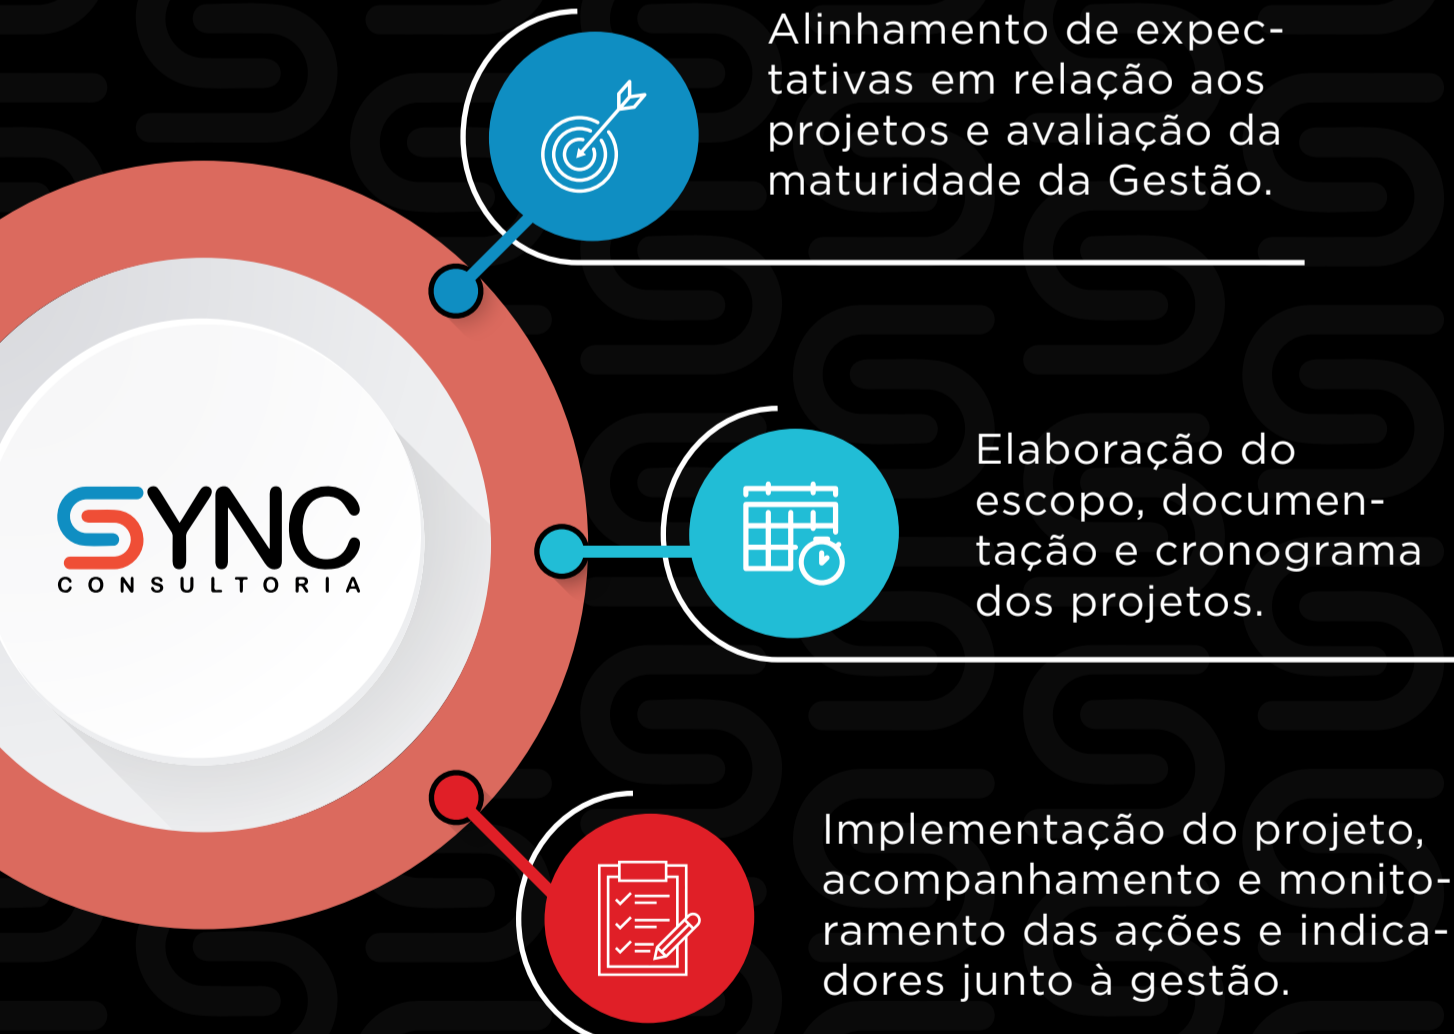 Alinhamento de expec-
tativas em relação aos
projetos e avaliação da
maturidade da Gestão.
SYNC
CONSULTORIA
Elaboração do
escopo, documen-
tação e cronograma
dos projetos.
Implementação do projeto,
acompanhamento e monito-
ramento das ações e indica-
dores junto à gestão.